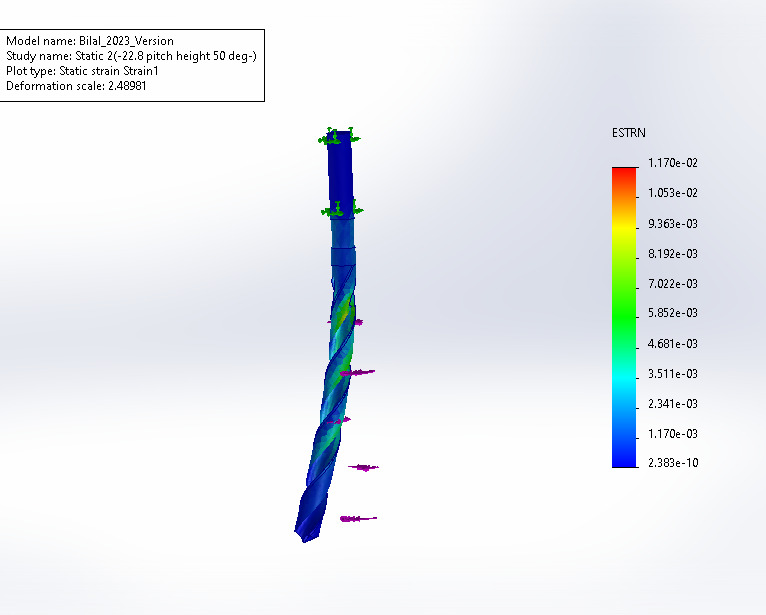 Model name: Bilal_2023_Version
Study name: Static 2(-22.8 pitch height 50 deg-)
Plot type: Static strain Strain1
Deformation scale: 2.48981
ESTRN
1.170e-02
1.053e-02
9.363e-03
8.192e-03
7.022e-03
5.852e-03
4.681e-03
3.511e-03
2.341e-03
1.170e-03
2.383e-10